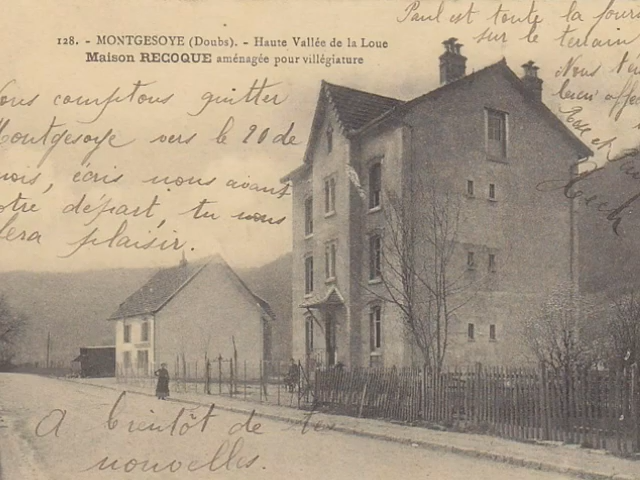 128. - MONTGESOYE (Doubs). - Haute Vallée de la Loue
Maison RECOQUE aménagée pour villégiature
Nous comptons quitter
Montgesoye vers le 20 de
mois, écris nous avant
votre départ, tu nous
fera plaisir.
A bientôt de tes
nouvelles.
Paul est toute la
sur le terrain
Nous